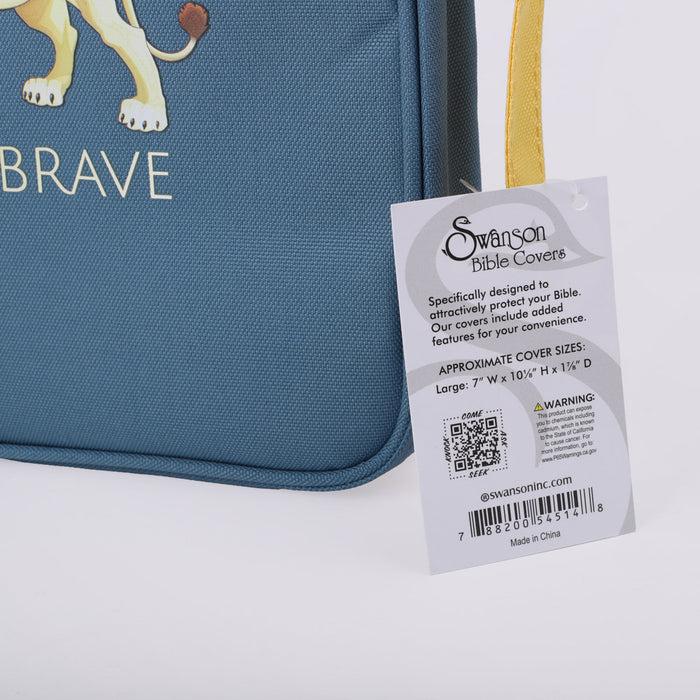 BRAVE
Swanson
Bible Covers
Specifically designed to
attractively protect your Bible.
Our covers include added
features for your convenience.
APPROXIMATE COVER SIZES:
Large: 7" W x 10⅛" H x 1⅞" D
COME
KNOCK
ASK
SEEK
WARNING:
This product can expose
you to chemicals including
cadmium, which is known
to the State of California
to cause cancer. For
more information, go to:
www.P65Warnings.ca.gov
®swansoninc.com
7 88200 54514 8
Made in China